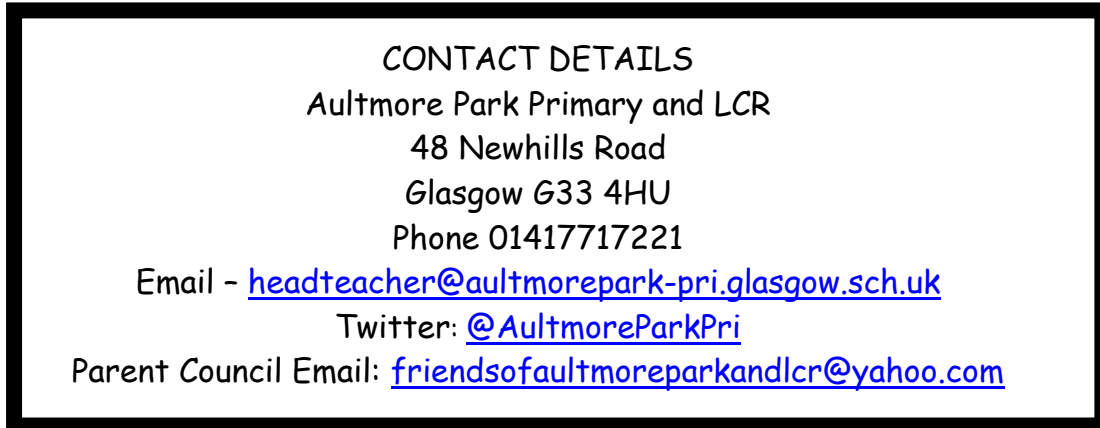 CONTACT DETAILS
Aultmore Park Primary and LCR
48 Newhills Road
Glasgow G33 4HU
Phone 01417717221
Email – headteacher@aultmorepark-pri.glasgow.sch.uk
Twitter: @AultmoreParkPri
Parent Council Email: friendsofaultmoreparkandlcr@yahoo.com